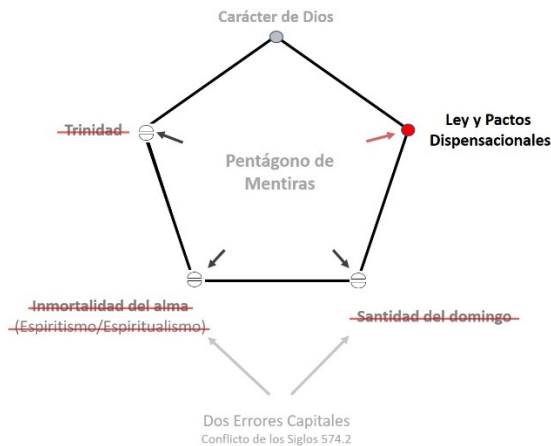 Carácter de Dios
Trinidad
Ley y Pactos
Dispensacionales
Pentágono de
Mentiras
Inmortalidad del alma
(Espiritismo/Espiritualismo)
Santidad del domingo
Dos Errores Capitales
Conflicto de los Siglos 574.2